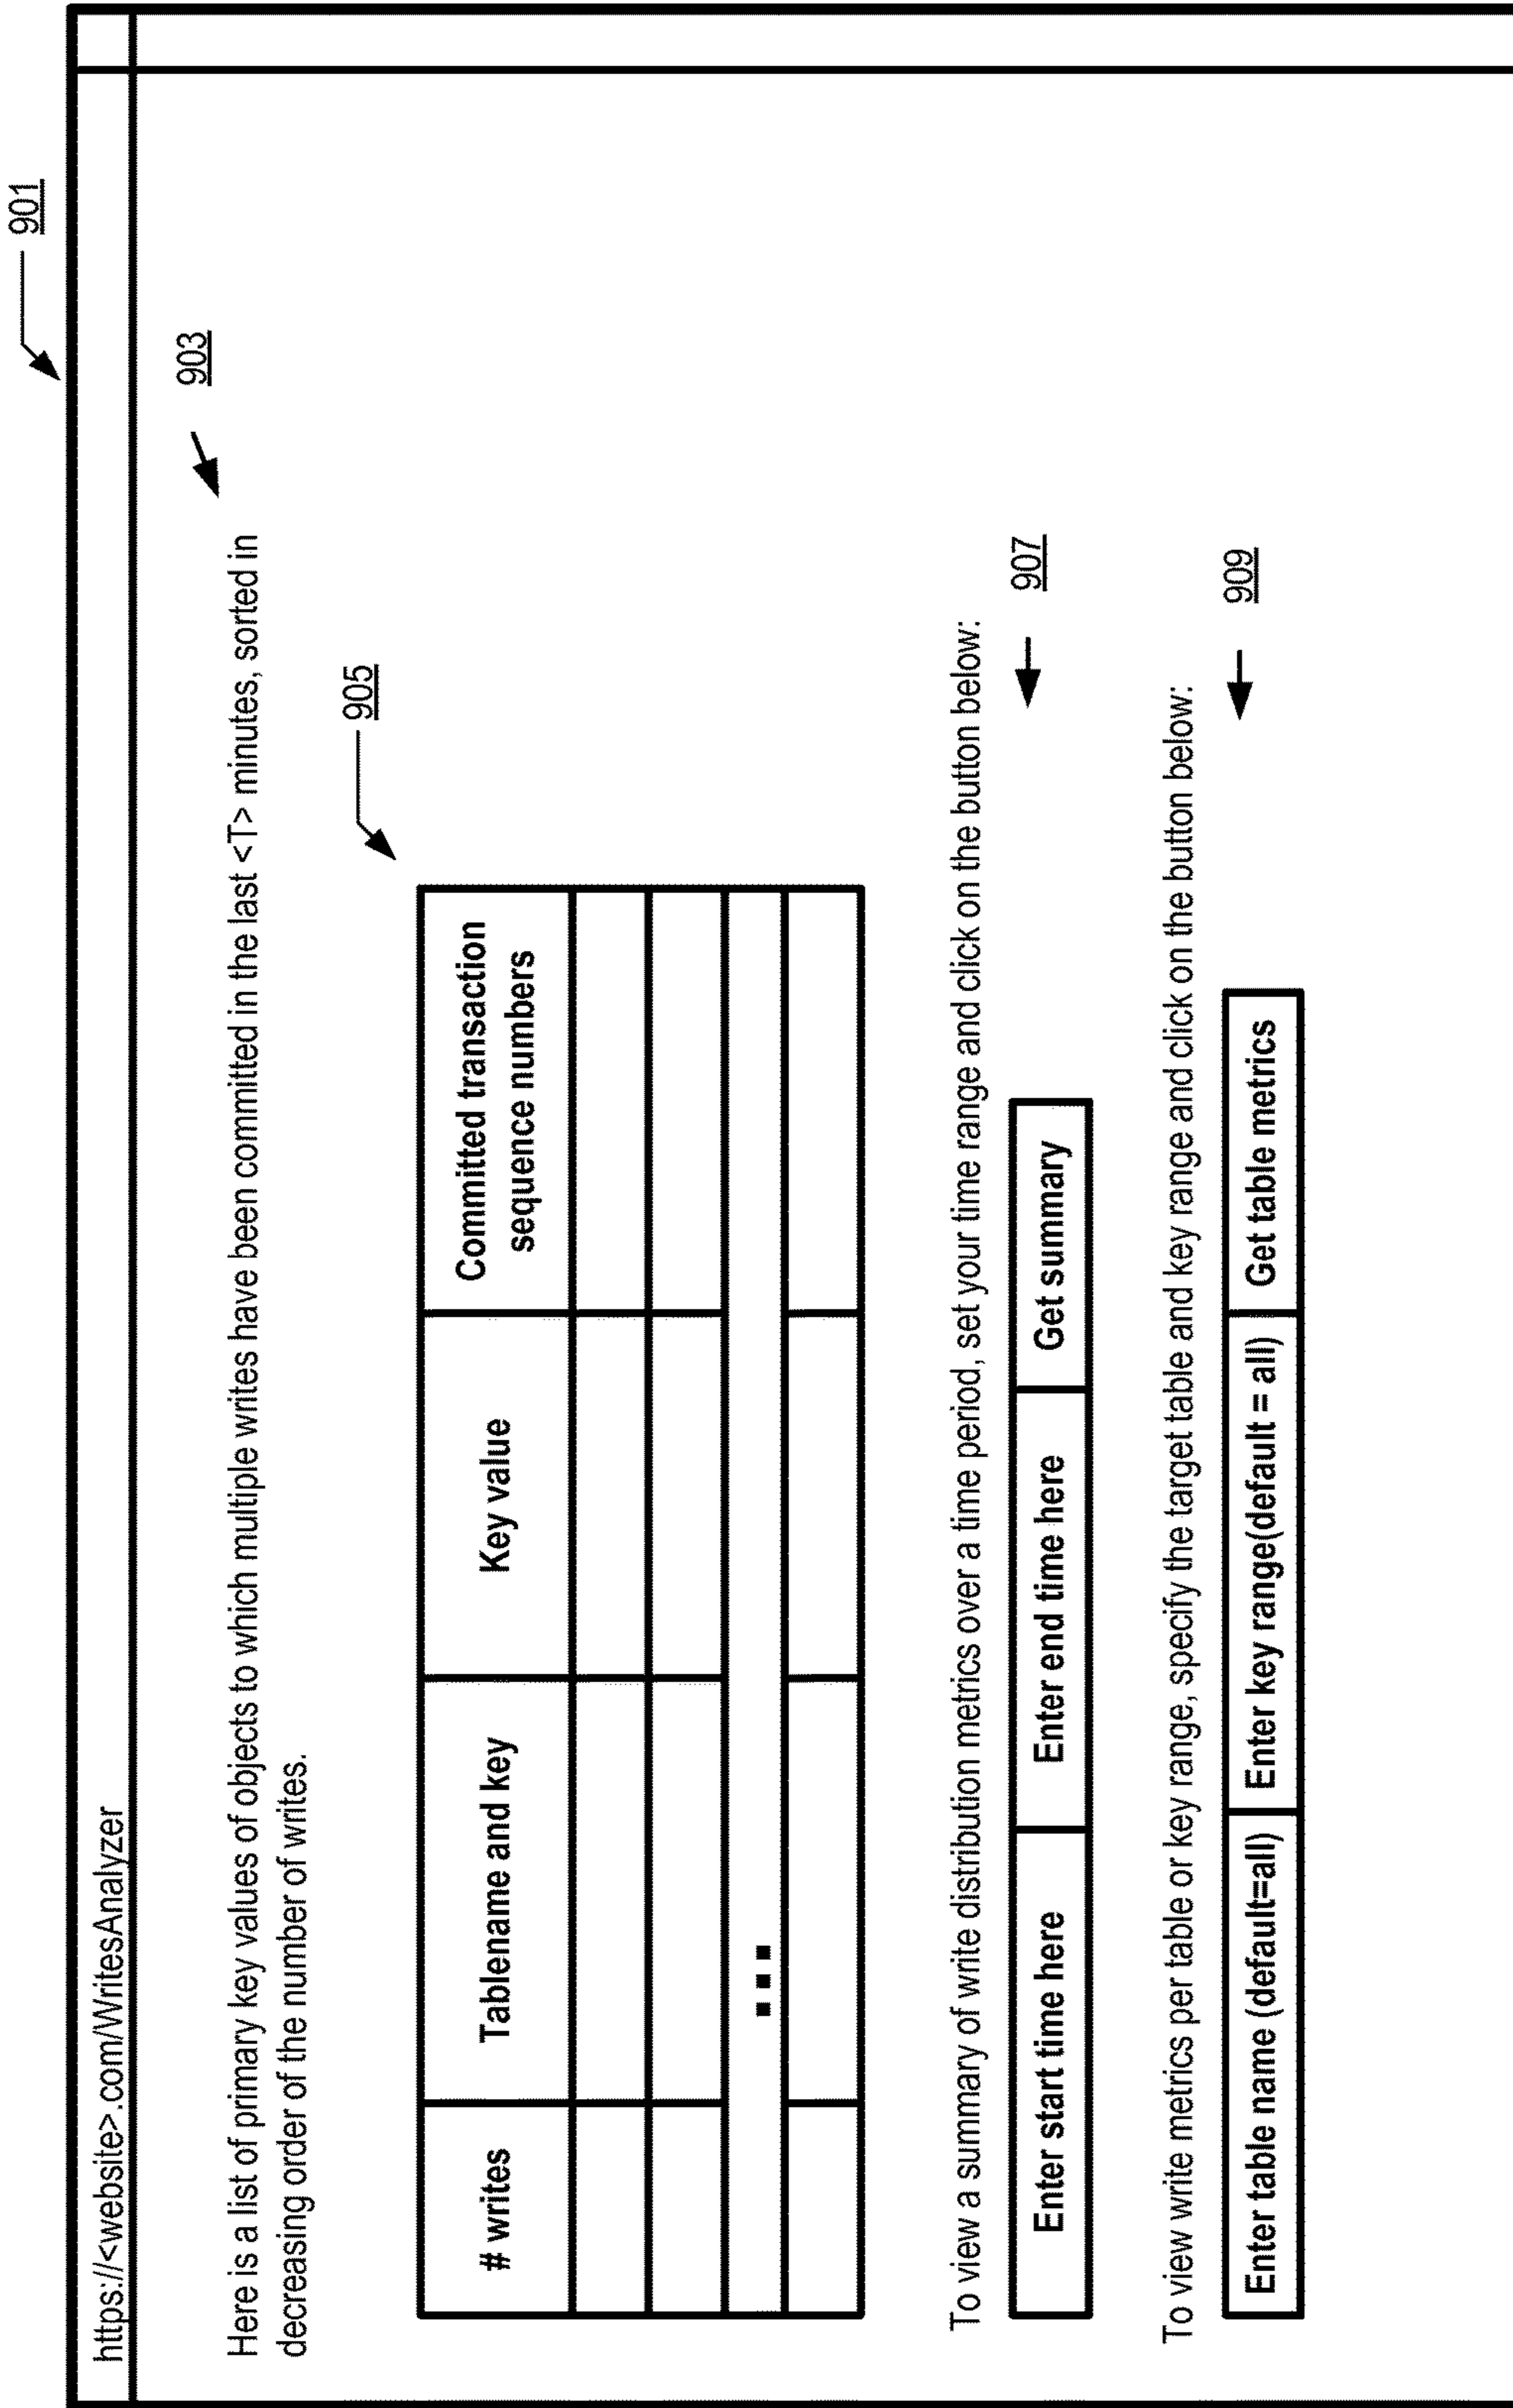 901
https://<website>.com/WritesAnalyzer
903
Here is a list of primary key values of objects to which multiple writes have been committed in the last <T> minutes, sorted in
decreasing order of the number of writes.
905
# writes
Tablename and key
Key value
Committed transaction
sequence numbers
To view a summary of write distribution metrics over a time period, set your time range and click on the button below:
907
Enter start time here
Enter end time here
Get summary
To view write metrics per table or key range, specify the target table and key range and click on the button below:
909
Enter table name (default=all)
Enter key range(default = all)
Get table metrics